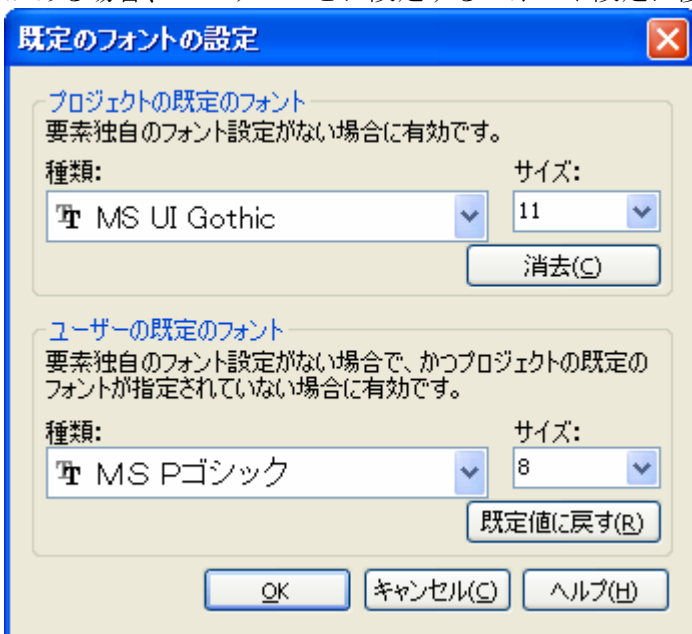 既定のフォントの設定
プロジェクトの既定のフォント
要素独自のフォント設定がない場合に有効です。
種類:
サイズ:
MS UI Gothic
11
消去(C)
ユーザーの既定のフォント
要素独自のフォント設定がない場合で、かつプロジェクトの既定の
フォントが指定されていない場合に有効です。
種類:
サイズ:
MS Pゴシック
8
既定値に戻す(R)
OK
キャンセル(C)
ヘルプ(H)